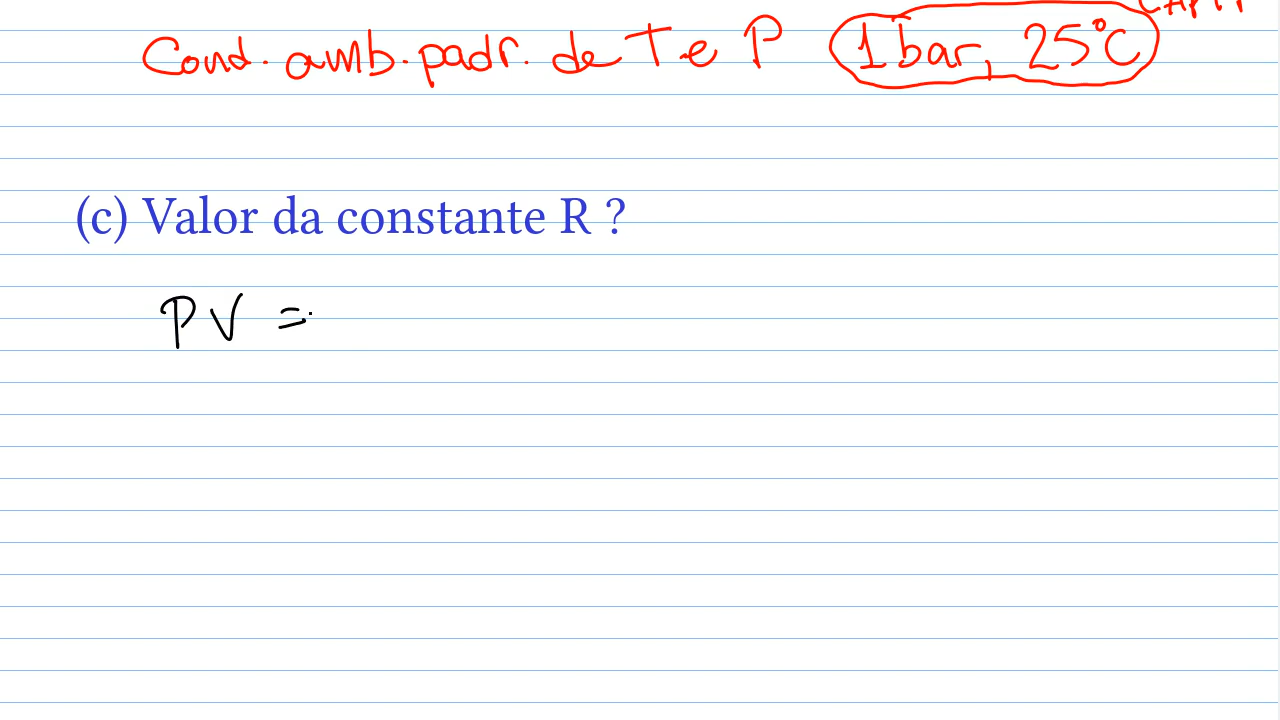 Cond. amb. padr. de T e P 1 bar, 25°C
(c) Valor da constante R ?
PV =